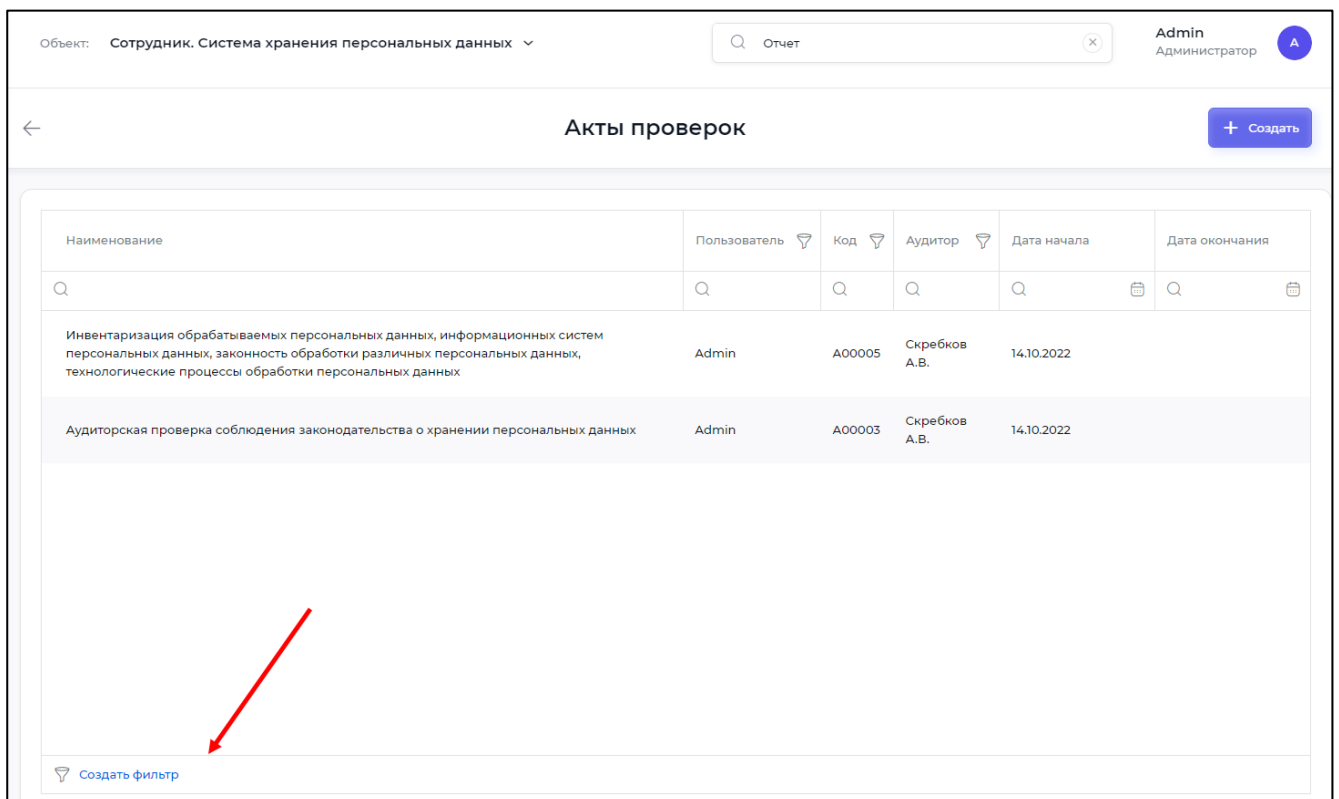 Объект: Сотрудник. Система хранения персональных данных
Отчет
Admin
Администратор
A
Акты проверок
+ Создать
Наименование Пользователь Код Аудитор Дата начала Дата окончания
Инвентаризация обрабатываемых персональных данных, информационных систем
персональных данных, законность обработки различных персональных данных,
технологические процессы обработки персональных данных
Admin
A00005
Скребков
А.В.
14.10.2022
Аудиторская проверка соблюдения законодательства о хранении персональных данных
Admin
A00003
Скребков
А.В.
14.10.2022
Создать фильтр